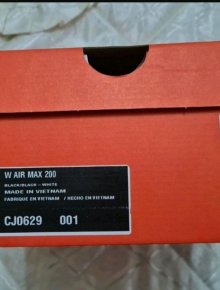 W AIR MAX 200
BLACK/BLACK - WHITE
MADE IN VIETNAM
FABRIQUE EN VIETNAM / HECHO EN VIETNAM
CJ0629 001